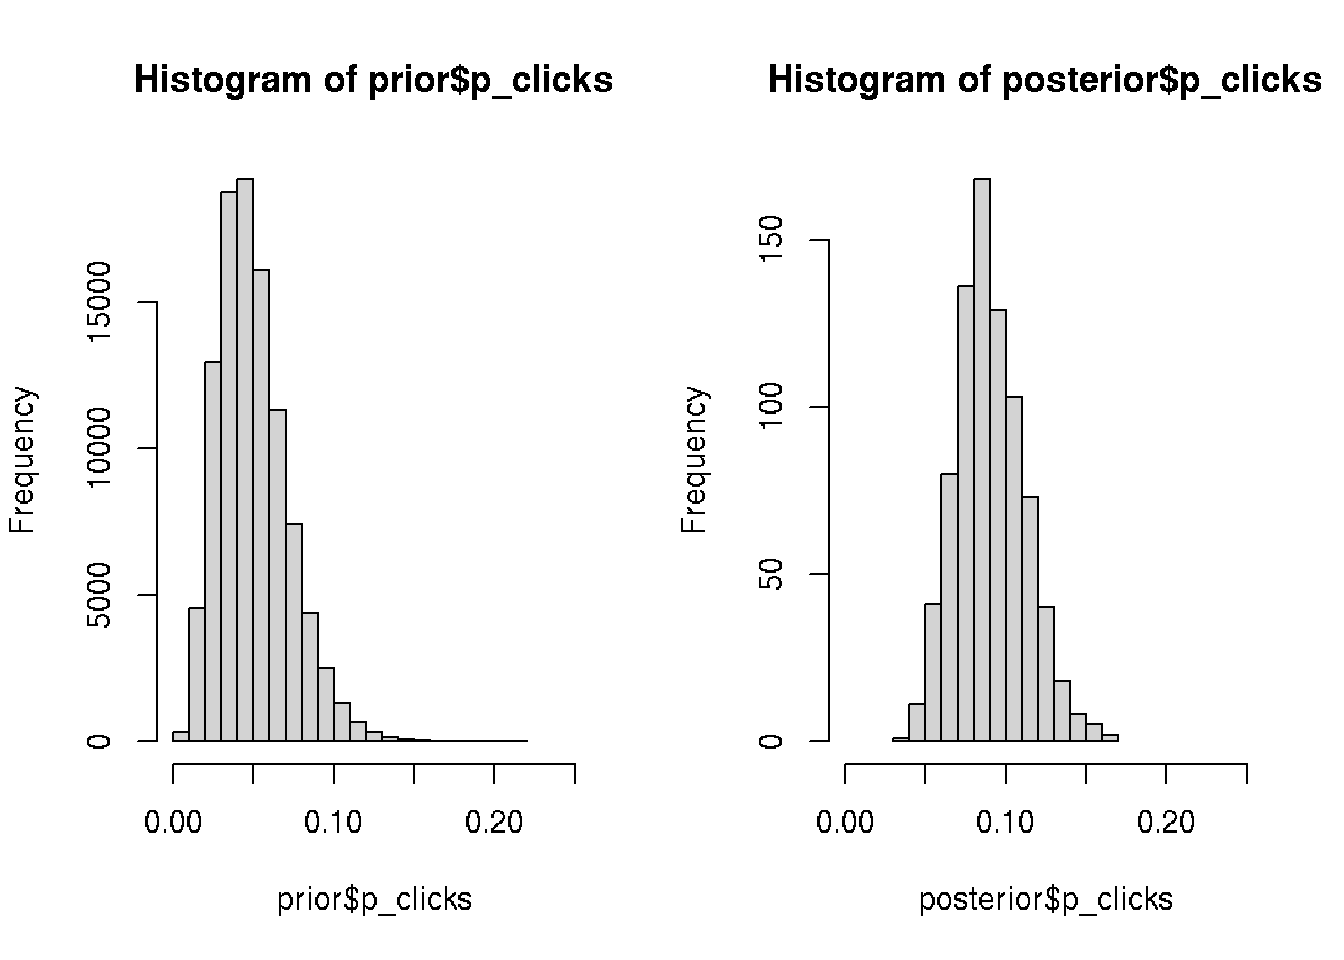 Histogram of prior$p_clicks
Frequency
15000
10000
5000
0
0.00 0.10 0.20
prior$p_clicks
Histogram of posterior$p_clicks
Frequency
150
100
50
0
0.00 0.10 0.20
posterior$p_clicks